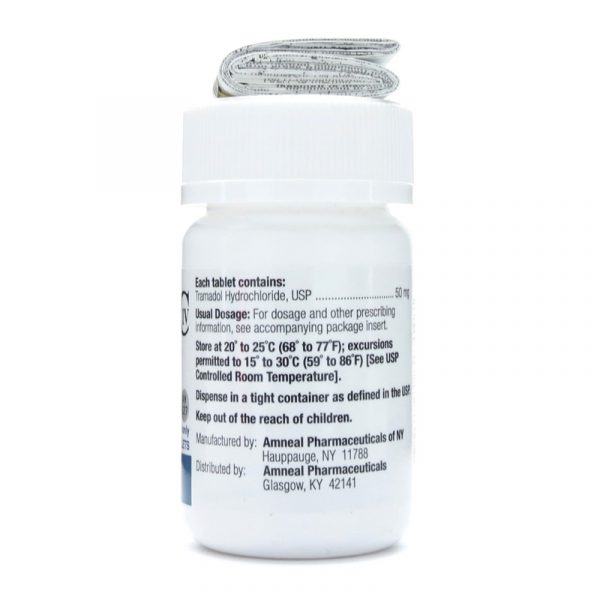 Each tablet contains:
Tramadol Hydrochloride, USP ........................ 50 mg
Usual Dosage: For dosage and other prescribing
information, see accompanying package insert.
Store at 20° to 25°C (68° to 77°F); excursions
permitted to 15° to 30°C (59° to 86°F) [See USP
Controlled Room Temperature].
Dispense in a tight container as defined in the USP.
Keep out of the reach of children.
Manufactured by: Amneal Pharmaceuticals of NY
Hauppauge, NY 11788
Distributed by: Amneal Pharmaceuticals
Glasgow, KY 42141
IV